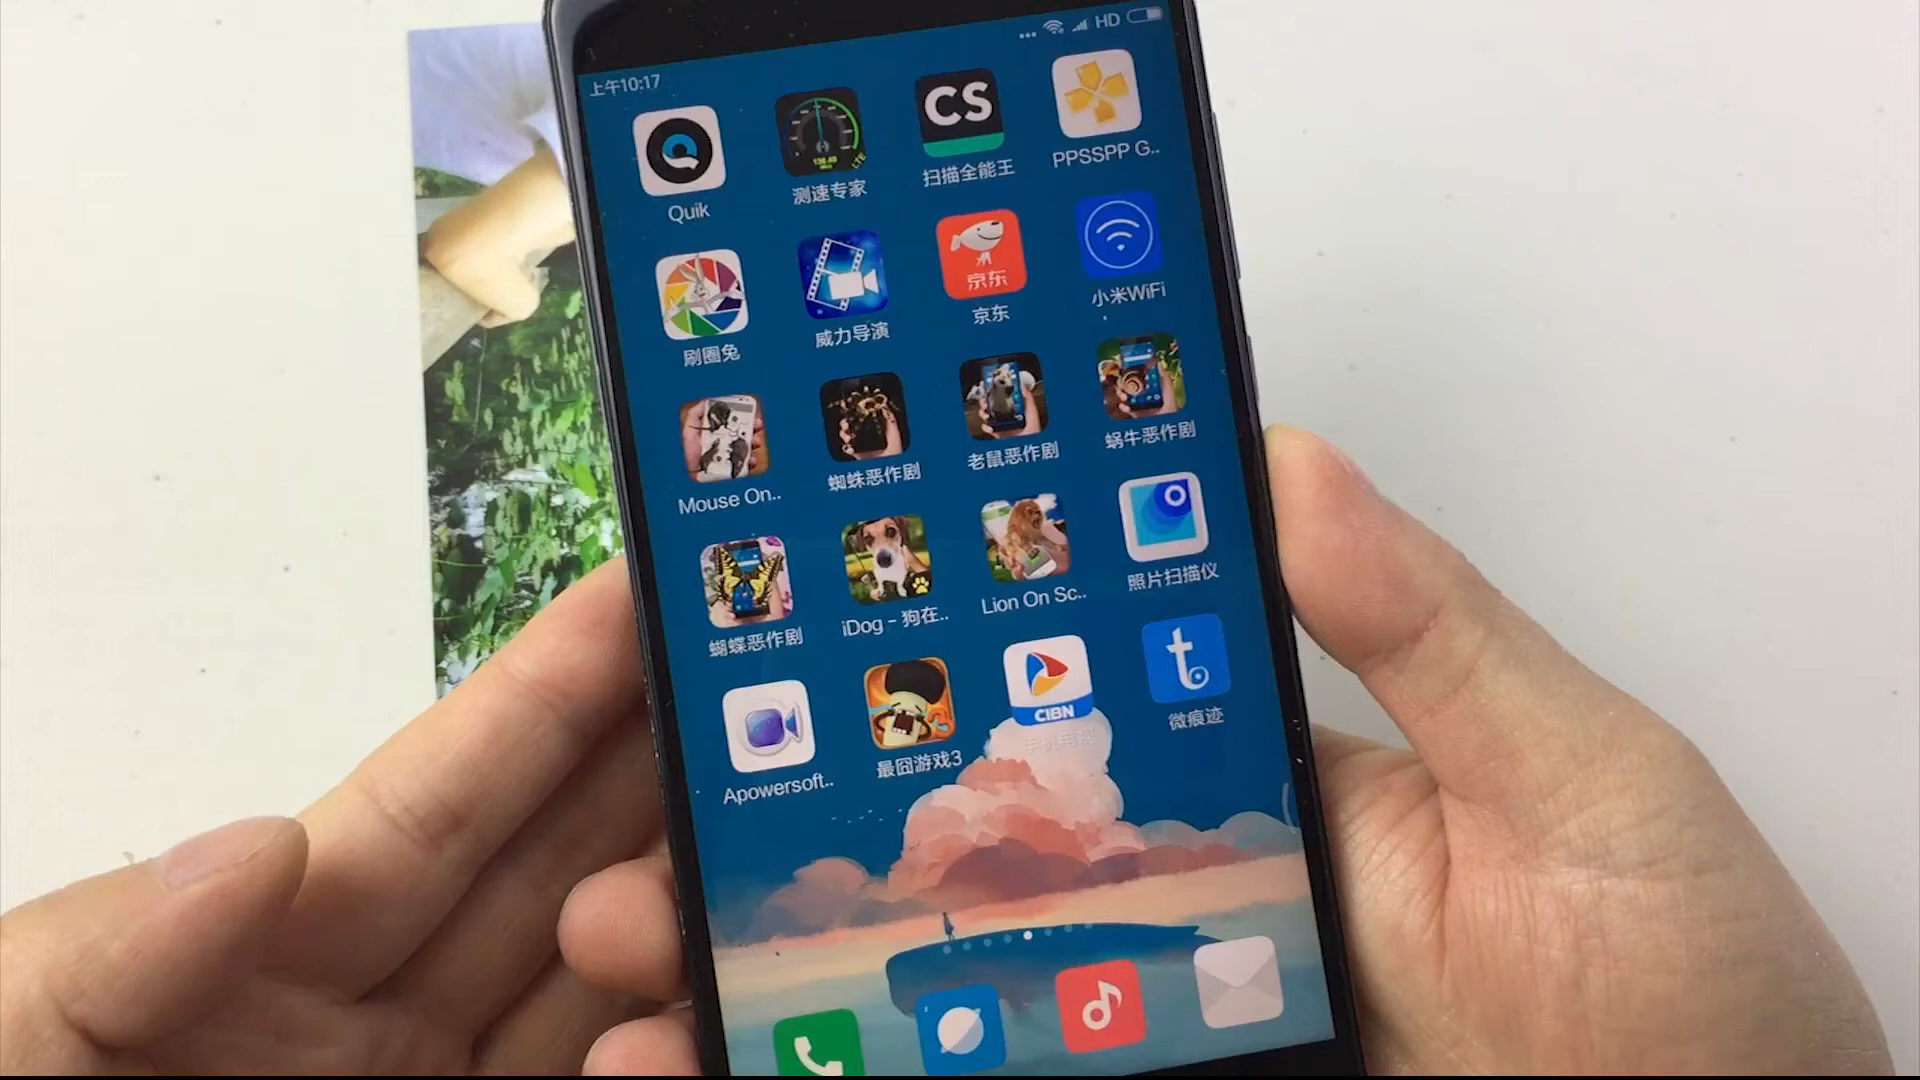 上午10:17
HD
Quik
测速专家
CS
扫描全能王
PPSSPP G..
刷圈兔
威力导演
京东
京东
小米WiFi
Mouse On..
蜘蛛恶作剧
老鼠恶作剧
蜗牛恶作剧
蝴蝶恶作剧
iDog - 狗在..
Lion On Sc..
照片扫描仪
Apowersoft..
最囧游戏3
CIBN
手机电视
微痕迹